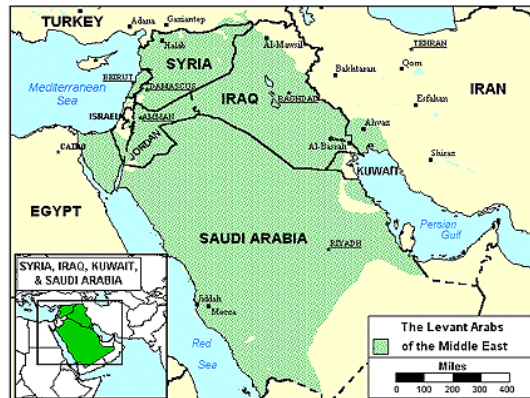 TURKEY
Adana
Gaziantep
Halab
Al-Mawsil
TEHRAN
SYRIA
Mediterranean
Sea
BEIRUT
DAMASCUS
Bakhtaran
Qom
IRAQ
BAGHDAD
IRAN
Esfahan
ISRAEL
AMMAN
JORDAN
Ahvaz
CAIRO
Al-Basrah
Shiraz
KUWAIT
EGYPT
Persian
Gulf
SAUDI ARABIA
RIYADH
SYRIA, IRAQ, KUWAIT,
& SAUDI ARABIA
Jiddah
Mecca
Red
Sea
The Levant Arabs
of the Middle East
Miles
0 100 200 300 400